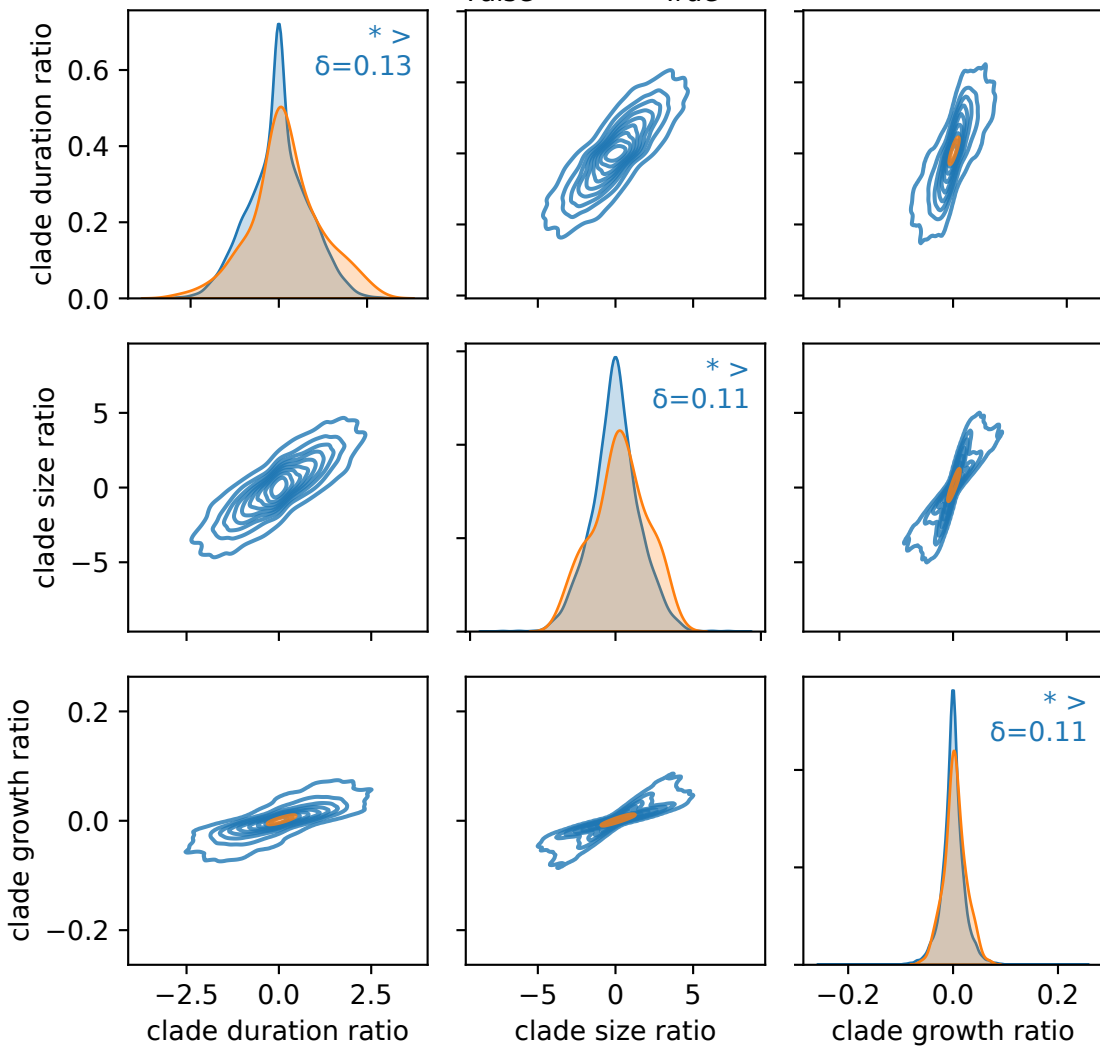 clade duration ratio
0.6
0.4
0.2
0.0
* >
δ=0.13
clade size ratio
5
0
−5
* >
δ=0.11
clade growth ratio
0.2
0.0
−0.2
* >
δ=0.11
−2.5 0.0 2.5
−5 0 5
−0.2 0.0 0.2
clade duration ratio
clade size ratio
clade growth ratio